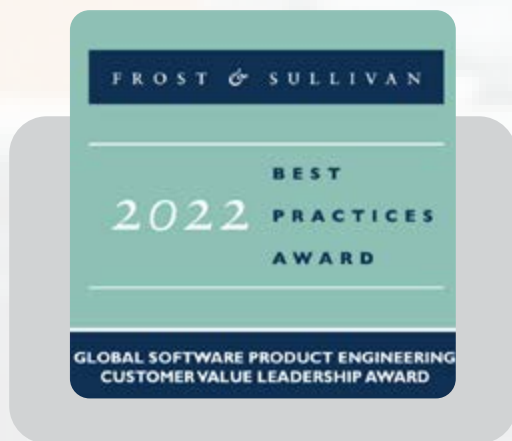 FROST & SULLIVAN
2022
BEST
PRACTICES
AWARD
GLOBAL SOFTWARE PRODUCT ENGINEERING
CUSTOMER VALUE LEADERSHIP AWARD